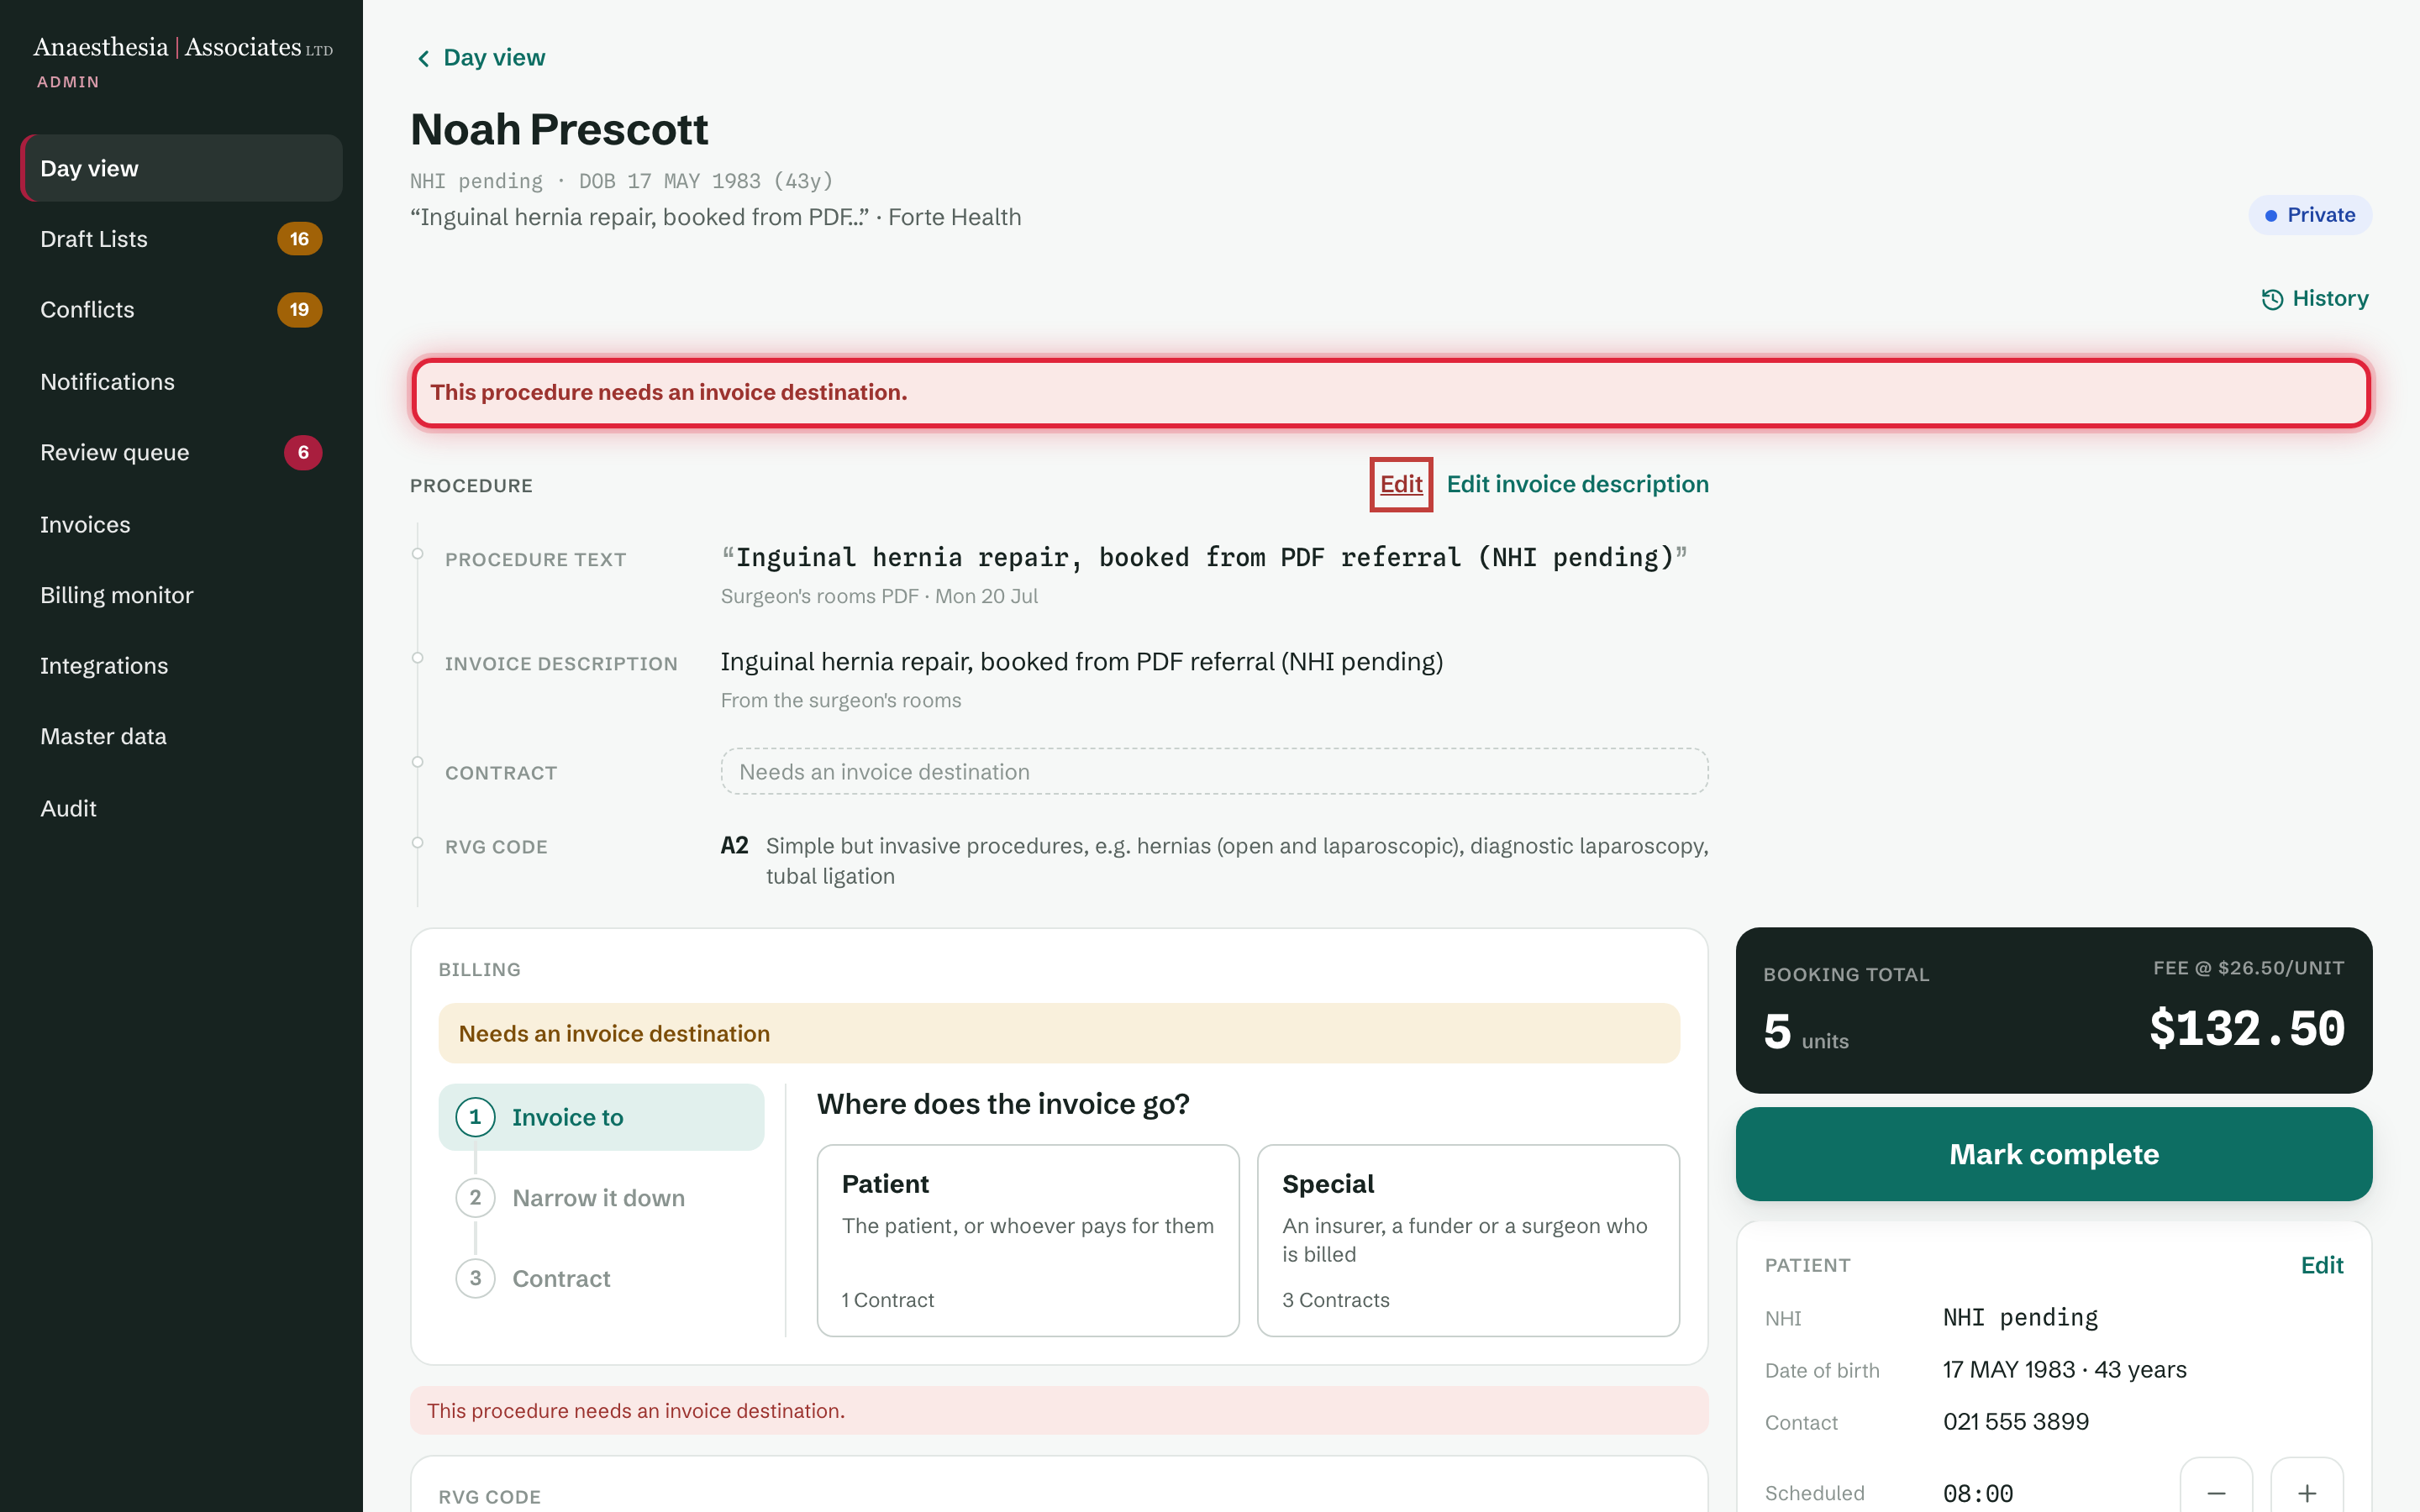 Anaesthesia | Associates LTD
ADMIN
Day view
Draft Lists 16
Conflicts 19
Notifications
Review queue 6
Invoices
Billing monitor
Integrations
Master data
Audit
Day view
Noah Prescott
NHI pending · DOB 17 MAY 1983 (43y)
“Inguinal hernia repair, booked from PDF…” · Forte Health
Private
History
This procedure needs an invoice destination.
PROCEDURE
Edit Edit invoice description
PROCEDURE TEXT
“Inguinal hernia repair, booked from PDF referral (NHI pending)”
Surgeon's rooms PDF · Mon 20 Jul
INVOICE DESCRIPTION
Inguinal hernia repair, booked from PDF referral (NHI pending)
From the surgeon's rooms
CONTRACT
Needs an invoice destination
RVG CODE
A2 Simple but invasive procedures, e.g. hernias (open and laparoscopic), diagnostic laparoscopy,
tubal ligation
BILLING
Needs an invoice destination
1 Invoice to
2 Narrow it down
3 Contract
Where does the invoice go?
Patient
The patient, or whoever pays for them
1 Contract
Special
An insurer, a funder or a surgeon who
is billed
3 Contracts
This procedure needs an invoice destination.
RVG CODE
BOOKING TOTAL
5 units
FEE @ $26.50/UNIT
$132.50
Mark complete
PATIENT
Edit
NHI NHI pending
Date of birth 17 MAY 1983 · 43 years
Contact 021 555 3899
Scheduled 08:00 − +